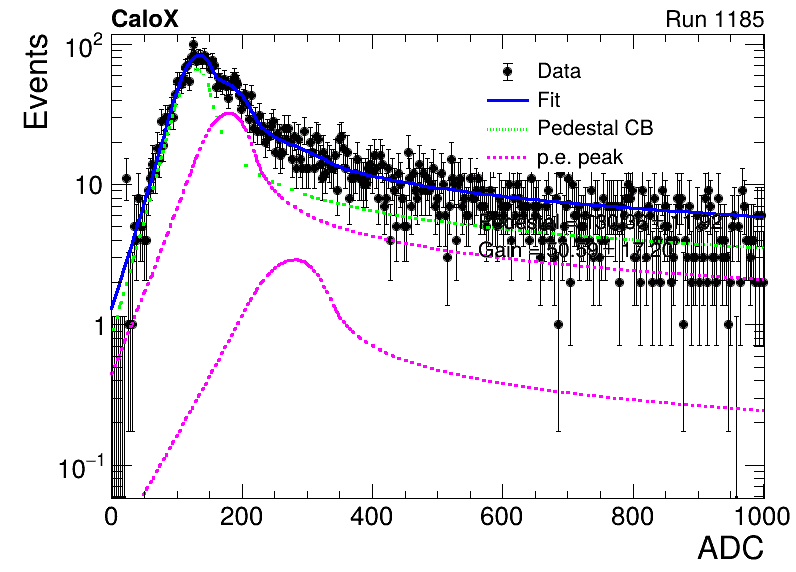 CaloX Run 1185
Events
10²
10
1
10⁻¹
Data
Fit
Pedestal CB
p.e. peak
Gain =
0 200 400 600 800 1000
ADC